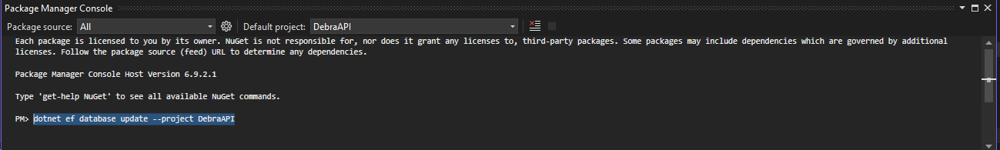 Package Manager Console
Package source: All
Default project: DebraAPI
Each package is licensed to you by its owner. NuGet is not responsible for, nor does it grant any licenses to, third-party packages. Some packages may include dependencies which are governed by additional
licenses. Follow the package source (feed) URL to determine any dependencies.
Package Manager Console Host Version 6.9.2.1
Type 'get-help NuGet' to see all available NuGet commands.
PM> dotnet ef database update --project DebraAPI